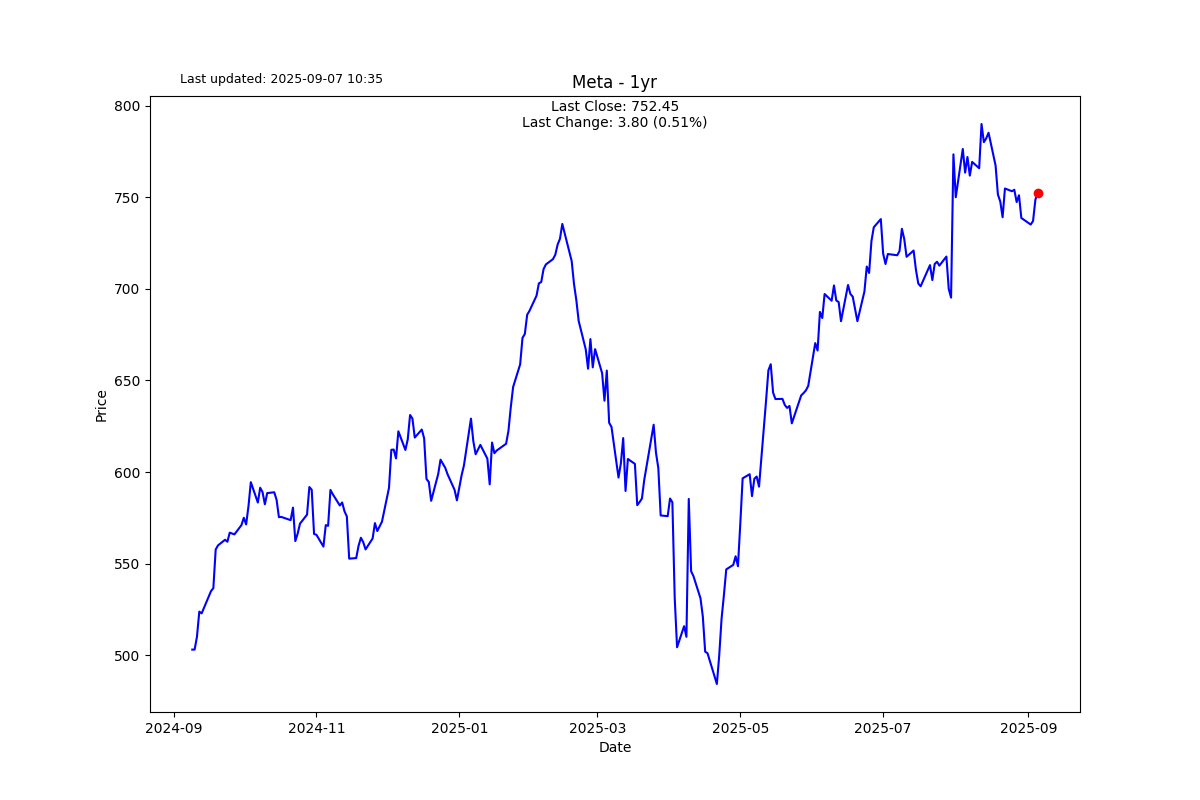 Last updated: 2025-09-07 10:35
Meta - 1yr
Last Close: 752.45
Last Change: 3.80 (0.51%)
Price
800
750
700
650
600
550
500
2024-09
2024-11
2025-01
2025-03
2025-05
2025-07
2025-09
Date